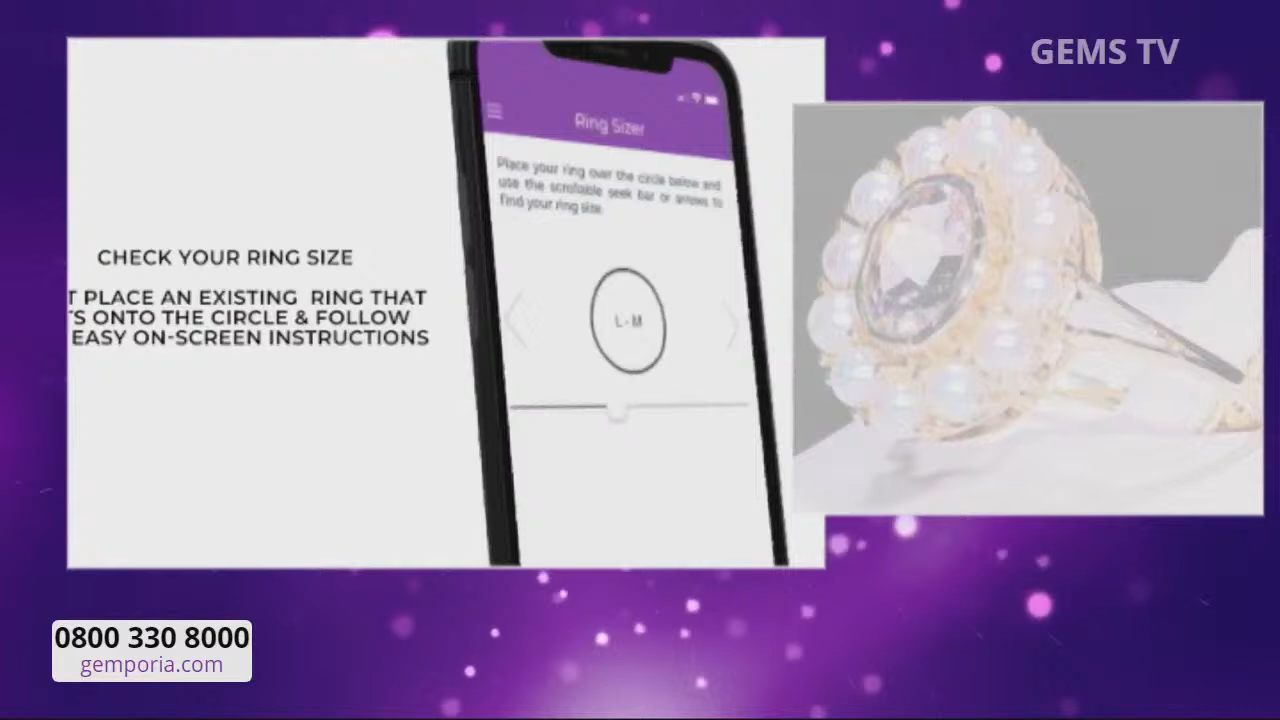 GEMS TV
Ring Sizer
Place your ring over the circle below and
use the scrollable seek bar or arrows to
find your ring size.
L - M
CHECK YOUR RING SIZE
T PLACE AN EXISTING RING THAT
TS ONTO THE CIRCLE & FOLLOW
EASY ON-SCREEN INSTRUCTIONS
0800 330 8000
gemporia.com